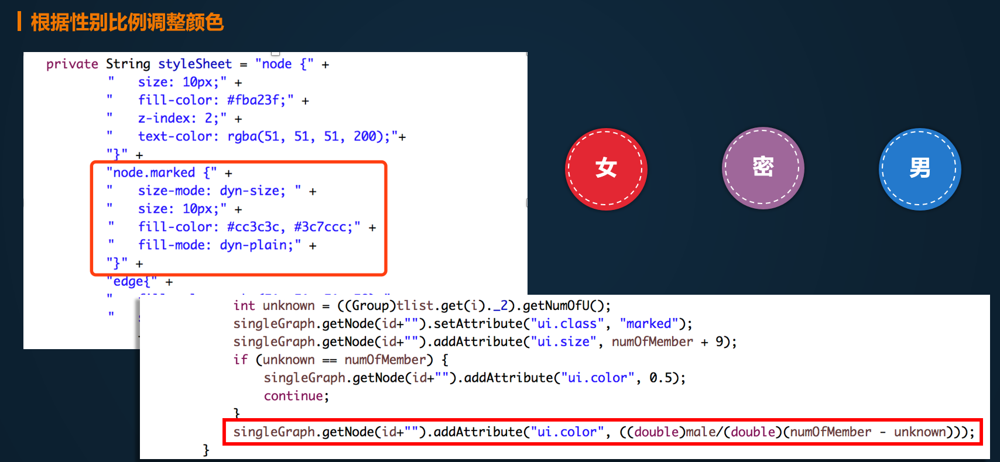 根据性别比例调整颜色
private String styleSheet = "node {" +
"   size: 10px;" +
"   fill-color: #fba23f;" +
"   z-index: 2;" +
"   text-color: rgba(51, 51, 51, 200);"+
"}" +
"node.marked {" +
"   size-mode: dyn-size; " +
"   size: 10px;" +
"   fill-color: #cc3c3c, #3c7ccc;" +
"   fill-mode: dyn-plain;" +
"}" +
"edge{" +
女
密
男
int unknown = ((Group)tlist.get(i)._2).getNumOfU();
singleGraph.getNode(id+"").setAttribute("ui.class", "marked");
singleGraph.getNode(id+"").addAttribute("ui.size", numOfMember + 9);
if (unknown == numOfMember) {
singleGraph.getNode(id+"").addAttribute("ui.color", 0.5);
continue;
}
singleGraph.getNode(id+"").addAttribute("ui.color", ((double)male/(double)(numOfMember - unknown)));
}